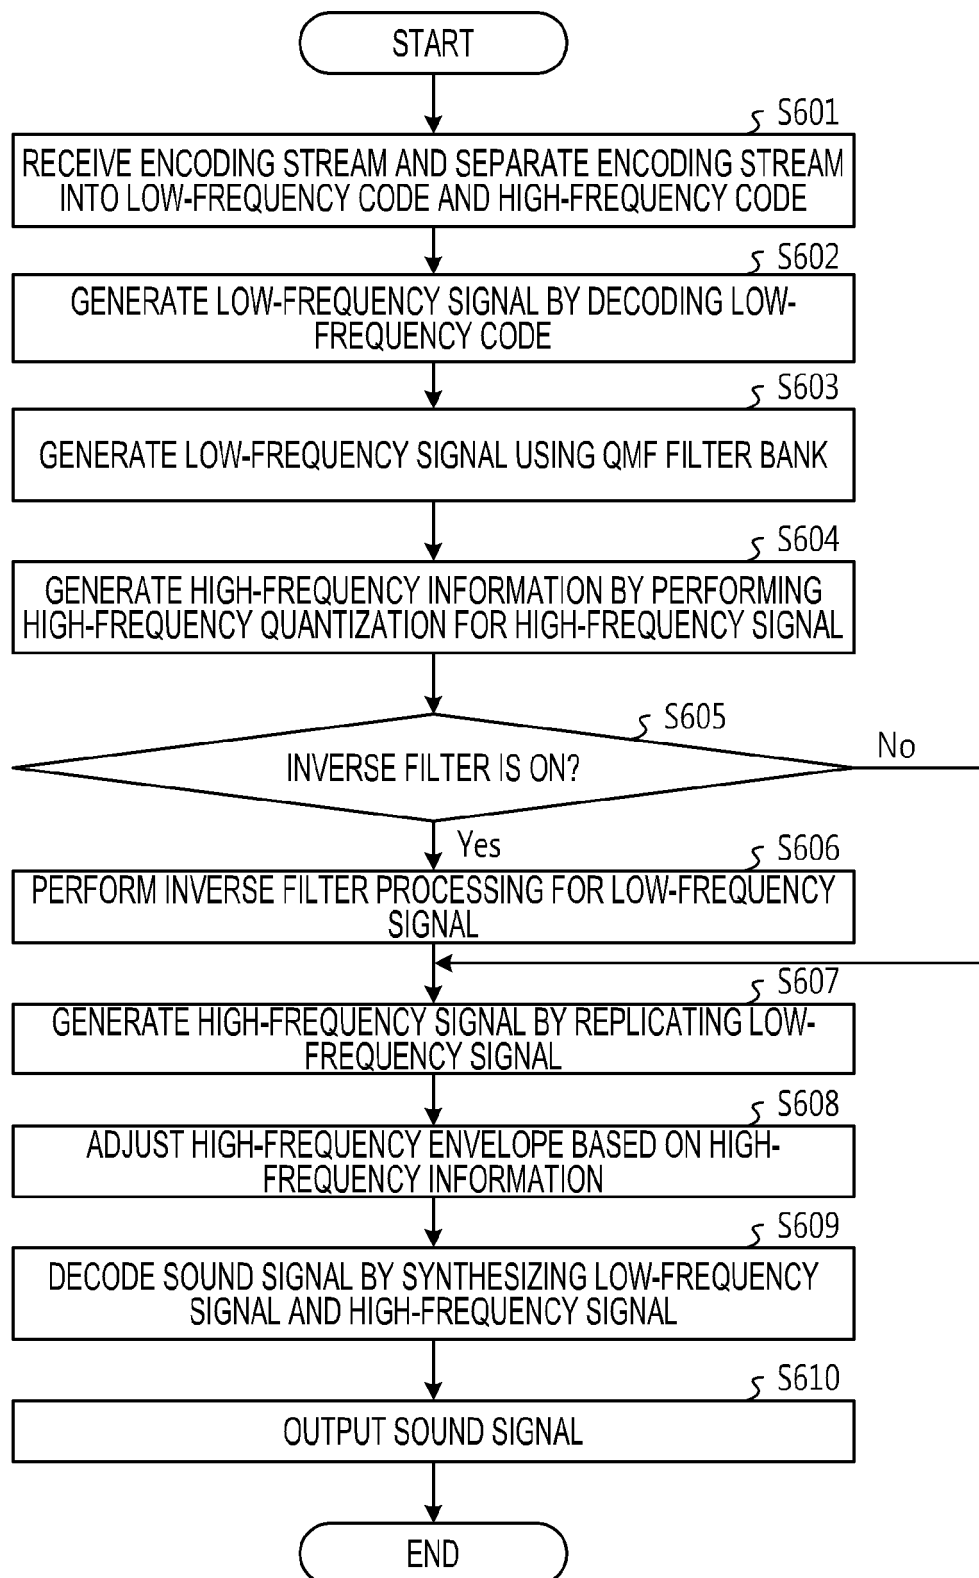 START
S601
RECEIVE ENCODING STREAM AND SEPARATE ENCODING STREAM
INTO LOW-FREQUENCY CODE AND HIGH-FREQUENCY CODE
S602
GENERATE LOW-FREQUENCY SIGNAL BY DECODING LOW-
FREQUENCY CODE
S603
GENERATE LOW-FREQUENCY SIGNAL USING QMF FILTER BANK
S604
GENERATE HIGH-FREQUENCY INFORMATION BY PERFORMING
HIGH-FREQUENCY QUANTIZATION FOR HIGH-FREQUENCY SIGNAL
S605
INVERSE FILTER IS ON?
No
Yes
S606
PERFORM INVERSE FILTER PROCESSING FOR LOW-FREQUENCY
SIGNAL
S607
GENERATE HIGH-FREQUENCY SIGNAL BY REPLICATING LOW-
FREQUENCY SIGNAL
S608
ADJUST HIGH-FREQUENCY ENVELOPE BASED ON HIGH-
FREQUENCY INFORMATION
S609
DECODE SOUND SIGNAL BY SYNTHESIZING LOW-FREQUENCY
SIGNAL AND HIGH-FREQUENCY SIGNAL
S610
OUTPUT SOUND SIGNAL
END